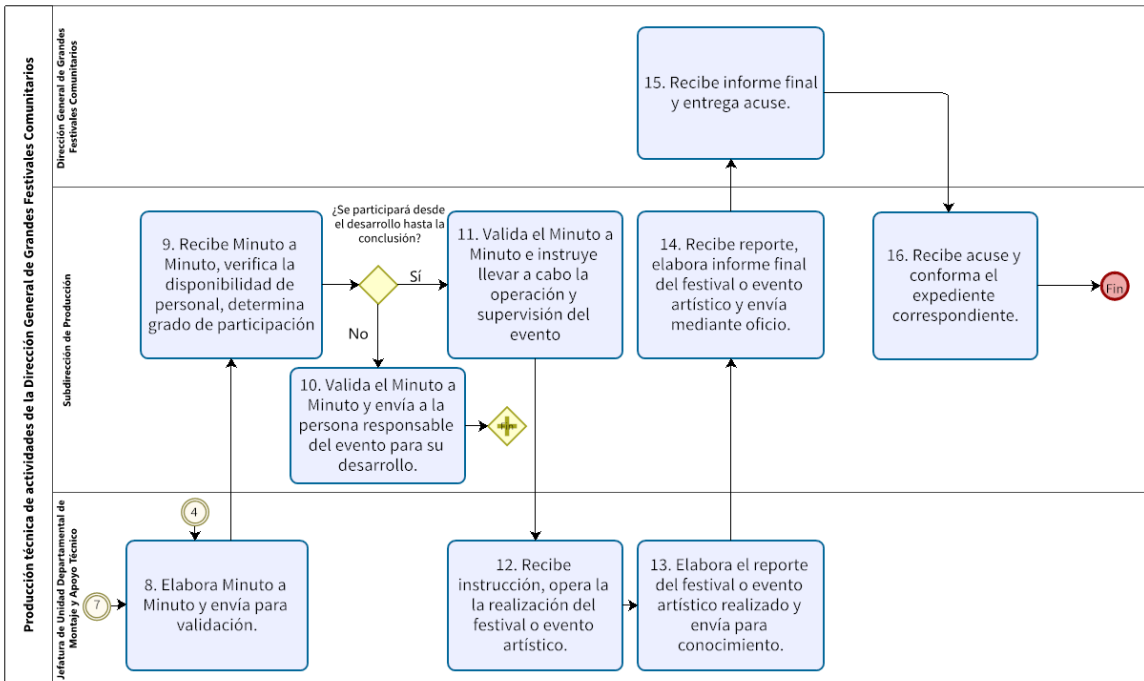 Producción técnica de actividades de la Dirección General de Grandes Festivales Comunitarios
Dirección General de Grandes
Festivales Comunitarios
15. Recibe informe final
y entrega acuse.
Subdirección de Producción
9. Recibe Minuto a
Minuto, verifica la
disponibilidad de
personal, determina
grado de participación
¿Se participará desde
el desarrollo hasta la
conclusión?
Sí
No
11. Valida el Minuto a
Minuto e instruye
llevar a cabo la
operación y
supervisión del
evento
14. Recibe reporte,
elabora informe final
del festival o evento
artístico y envía
mediante oficio.
16. Recibe acuse y
conforma el
expediente
correspondiente.
Fin
10. Valida el Minuto a
Minuto y envía a la
persona responsable
del evento para su
desarrollo.
Fin
Jefatura de Unidad Departamental de
Montaje y Apoyo Técnico
4
7
8. Elabora Minuto a
Minuto y envía para
validación.
12. Recibe
instrucción, opera la
la realización del
festival o evento
artístico.
13. Elabora el reporte
del festival o evento
artístico realizado y
envía para
conocimiento.